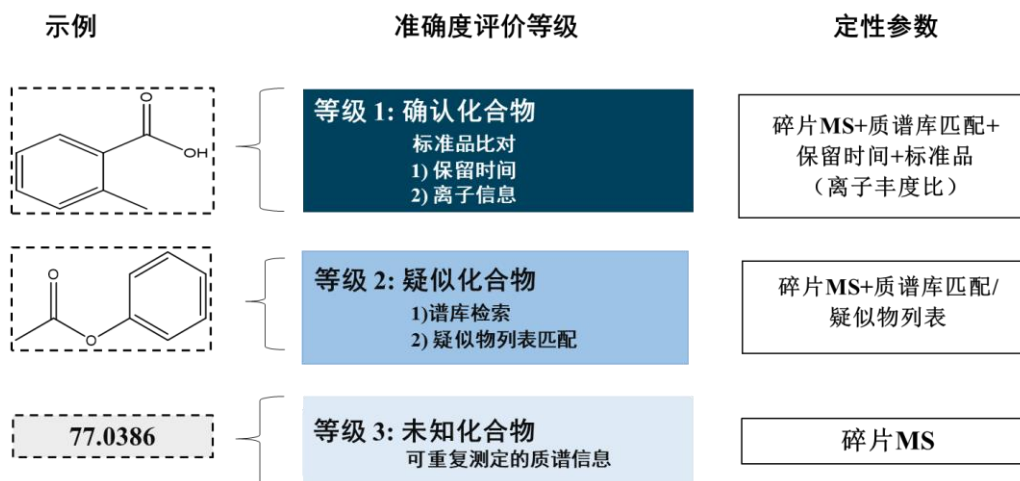 示例
准确度评价等级
定性参数
O
OH
等级 1: 确认化合物
标准品比对
1) 保留时间
2) 离子信息
碎片MS+质谱库匹配+
保留时间+标准品
（离子丰度比）
O
O
等级 2: 疑似化合物
1)谱库检索
2) 疑似物列表匹配
碎片MS+质谱库匹配/
疑似物列表
77.0386
等级 3: 未知化合物
可重复测定的质谱信息
碎片MS